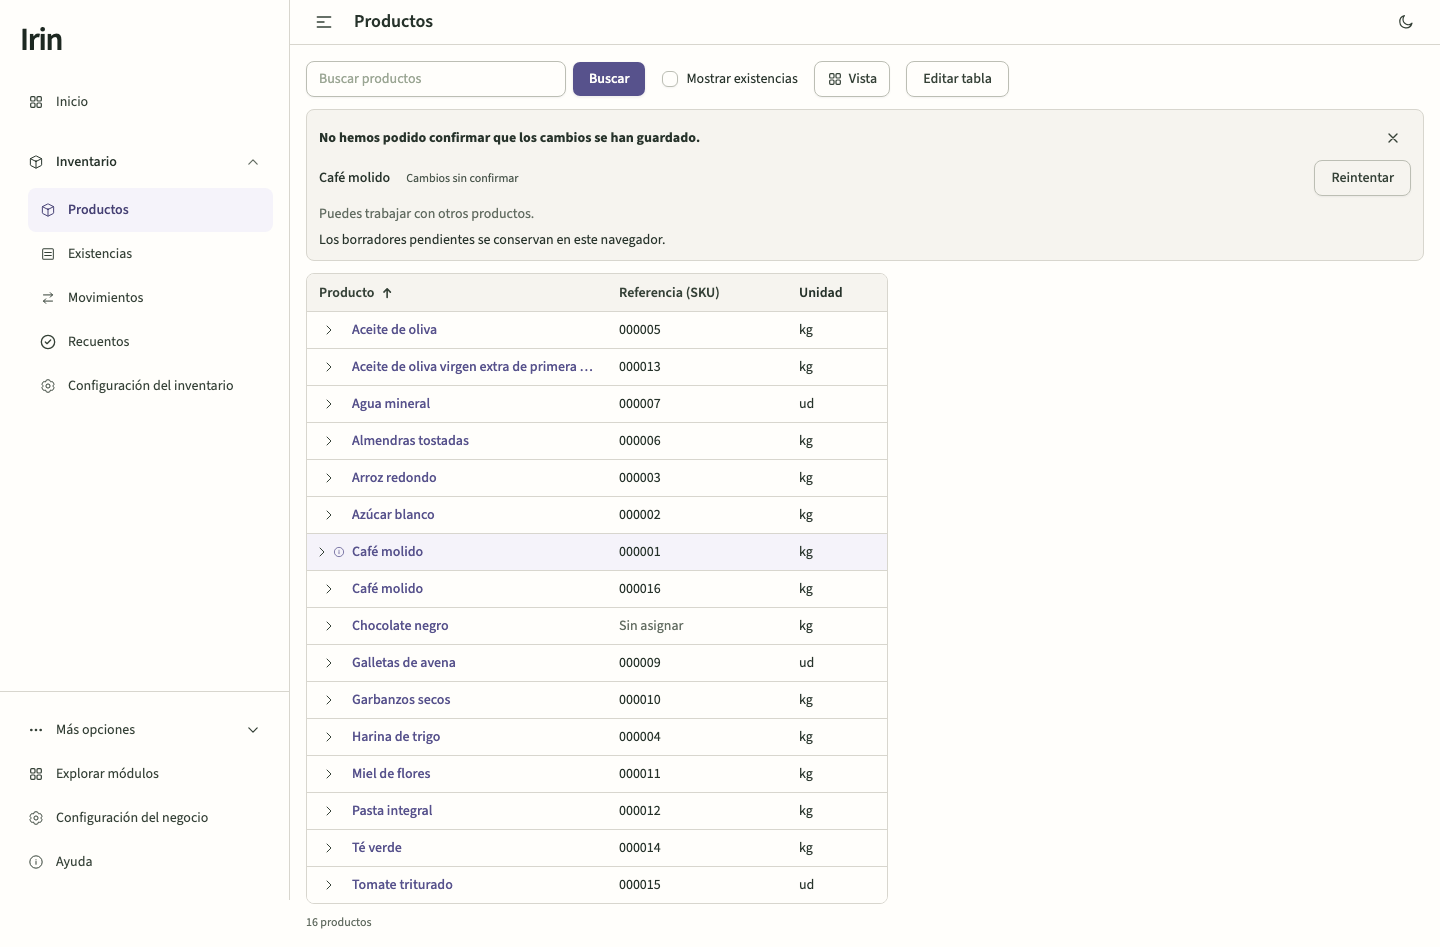 Irin
Productos
Inicio
Inventario
Productos
Existencias
Movimientos
Recuentos
Configuración del inventario
Más opciones
Explorar módulos
Configuración del negocio
Ayuda
Buscar productos Buscar Mostrar existencias Vista Editar tabla
No hemos podido confirmar que los cambios se han guardado.
Café molido Cambios sin confirmar Reintentar
Puedes trabajar con otros productos.
Los borradores pendientes se conservan en este navegador.
Producto Referencia (SKU) Unidad
Aceite de oliva 000005 kg
Aceite de oliva virgen extra de primera … 000013 kg
Agua mineral 000007 ud
Almendras tostadas 000006 kg
Arroz redondo 000003 kg
Azúcar blanco 000002 kg
Café molido 000001 kg
Café molido 000016 kg
Chocolate negro Sin asignar kg
Galletas de avena 000009 ud
Garbanzos secos 000010 kg
Harina de trigo 000004 kg
Miel de flores 000011 kg
Pasta integral 000012 kg
Té verde 000014 kg
Tomate triturado 000015 ud
16 productos